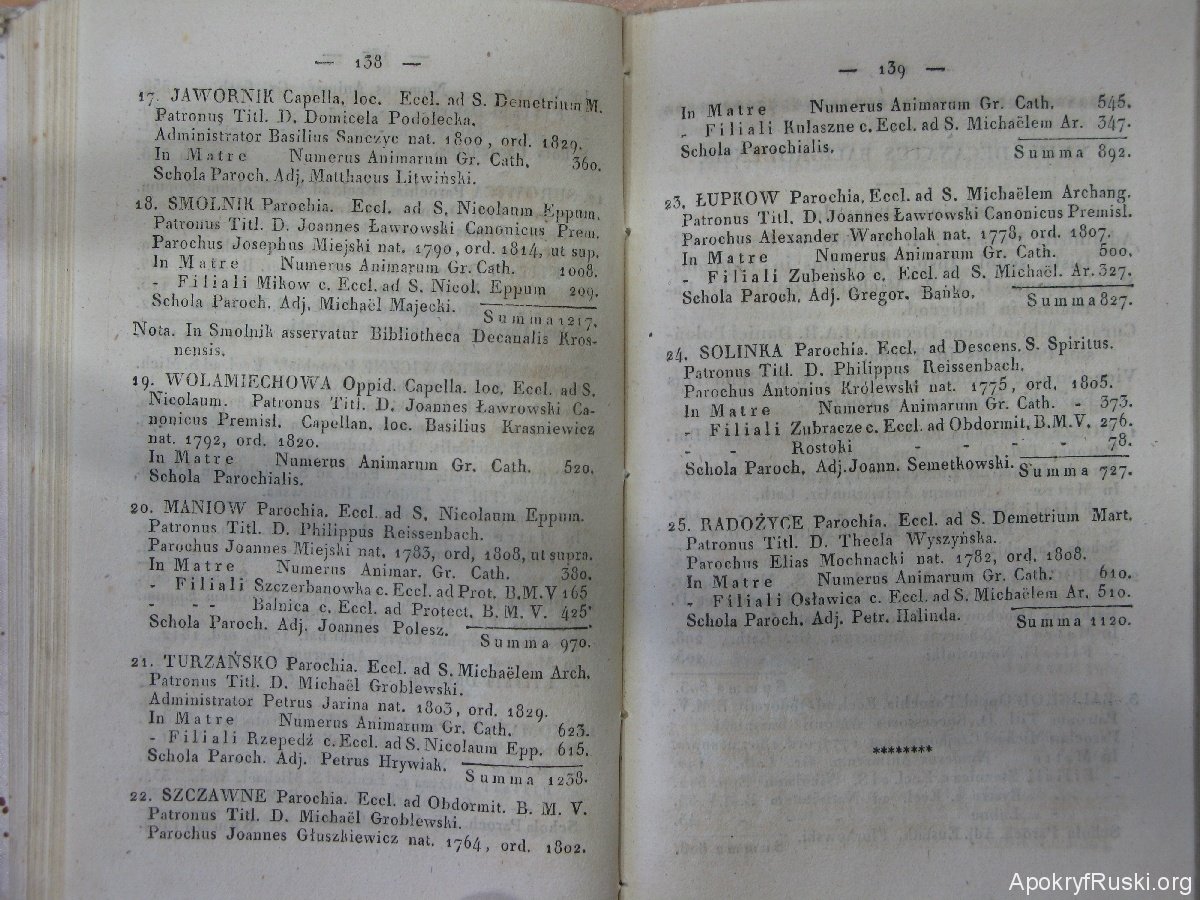 — 138 —
17. JAWORNIK Capella, loc. Eccl. ad S. Demetrium M.
Patronus Titl. D. Domicela Podolecka.
Administrator Basilius Sanczyc nat. 1800, ord. 1829.
In Matre Numerus Animarum Gr. Cath. 360.
Schola Paroch. Adj. Matthaeus Litwiński.
18. SMOLNIK Parochia. Eccl. ad S. Nicolaum Eppum.
Patronus Titl. D. Joannes Ławrowski Canonicus Prem.
Parochus Josephus Miejski nat. 1790, ord. 1814, ut sup.
In Matre Numerus Animarum Gr. Cath. 1008.
- Filiali Mikow c. Eccl. ad S. Nicol. Eppum 209.
Schola Paroch. Adj. Michaël Majecki. Summa 1217.
Nota. In Smolnik asservatur Bibliotheca Decanalis Kros-
nensis.
19. WOLAMIECHOWA Oppid. Capella. loc. Eccl. ad S.
Nicolaum. Patronus Titl. D. Joannes Ławrowski Ca-
nonicus Premisl. Capellan. loc. Basilius Krasniewicz
nat. 1792, ord. 1820.
In Matre Numerus Animarum Gr. Cath. 520.
Schola Parochialis.
20. MANIOW Parochia. Eccl. ad S. Nicolaum Eppum.
Patronus Titl. D. Philippus Reissenbach.
Parochus Joannes Miejski nat. 1783, ord, 1808, ut supra.
In Matre Numerus Animar. Gr. Cath. 380.
- Filiali Szczerbanowka c. Eccl. ad Prot. B.M.V 165
- - - Balnica c. Eccl. ad Protect. B. M. V. 425
Schola Paroch. Adj. Joannes Polesz. Summa 970.
21. TURZAŃSKO Parochia. Eccl. ad S. Michaëlem Arch.
Patronus Titl. D. Michaël Groblewski.
Administrator Petrus Jarina nat. 1803, ord. 1829.
In Matre Numerus Animarum Gr. Cath. 623.
- Filiali Rzepedź c. Eccl. ad S. Nicolaum Epp. 615.
Schola Paroch. Adj. Petrus Hrywiak. Summa 1238.
22. SZCZAWNE Parochia. Eccl. ad Obdormit. B. M. V.
Patronus Titl. D. Michaël Groblewski.
Parochus Joannes Głuszkiewicz nat. 1764, ord. 1802.
— 139 —
In Matre Numerus Animarum Gr. Cath. 545.
- Filiali Kulaszne c. Eccl. ad S. Michaëlem Ar. 347.
Schola Parochialis. Summa 892.
23. ŁUPKOW Parochia. Eccl. ad S. Michaëlem Archang.
Patronus Titl. D. Joannes Ławrowski Canonicus Premisl.
Parochus Alexander Warcholak nat. 1778, ord. 1807.
In Matre Numerus Animarum Gr. Cath. 500.
- Filiali Zubeńsko c. Eccl. ad S. Michaël. Ar. 327.
Schola Paroch. Adj. Gregor. Bańko. Summa 827.
24. SOLINKA Parochia. Eccl. ad Descens. S. Spiritus.
Patronus Titl. D. Philippus Reissenbach.
Parochus Antonius Królewski nat. 1775, ord. 1805.
In Matre Numerus Animarum Gr. Cath. - 373.
- Filiali Zubracze c. Eccl. ad Obdormit. B.M.V. 276.
- - Rostoki - - - - 78.
Schola Paroch. Adj. Joann. Semetkowski. Summa 727.
25. RADOŻYCE Parochia. Eccl. ad S. Demetrium Mart.
Patronus Titl. D. Thecla Wyszyńska.
Parochus Elias Mochnacki nat. 1782, ord. 1808.
In Matre Numerus Animarum Gr. Cath. 610.
- Filiali Osławica c. Eccl. ad S. Michaëlem Ar. 510.
Schola Paroch. Adj. Petr. Halinda. Summa 1120.
********
ApokryfRuski.org